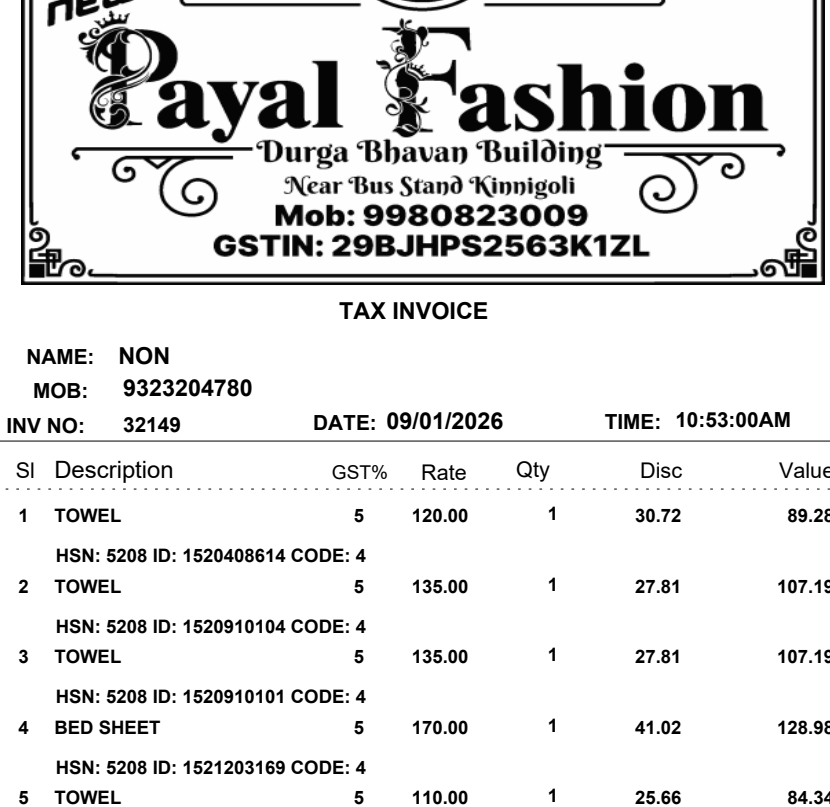 new
Payal Fashion
Durga Bhavan Building
Near Bus Stand Kinnigoli
Mob: 9980823009
GSTIN: 29BJHPS2563K1ZL
TAX INVOICE
NAME: NON
MOB: 9323204780
INV NO: 32149 DATE: 09/01/2026 TIME: 10:53:00AM
Sl Description GST% Rate Qty Disc Value
1 TOWEL 5 120.00 1 30.72 89.28
HSN: 5208 ID: 1520408614 CODE: 4
2 TOWEL 5 135.00 1 27.81 107.19
HSN: 5208 ID: 1520910104 CODE: 4
3 TOWEL 5 135.00 1 27.81 107.19
HSN: 5208 ID: 1520910101 CODE: 4
4 BED SHEET 5 170.00 1 41.02 128.98
HSN: 5208 ID: 1521203169 CODE: 4
5 TOWEL 5 110.00 1 25.66 84.34